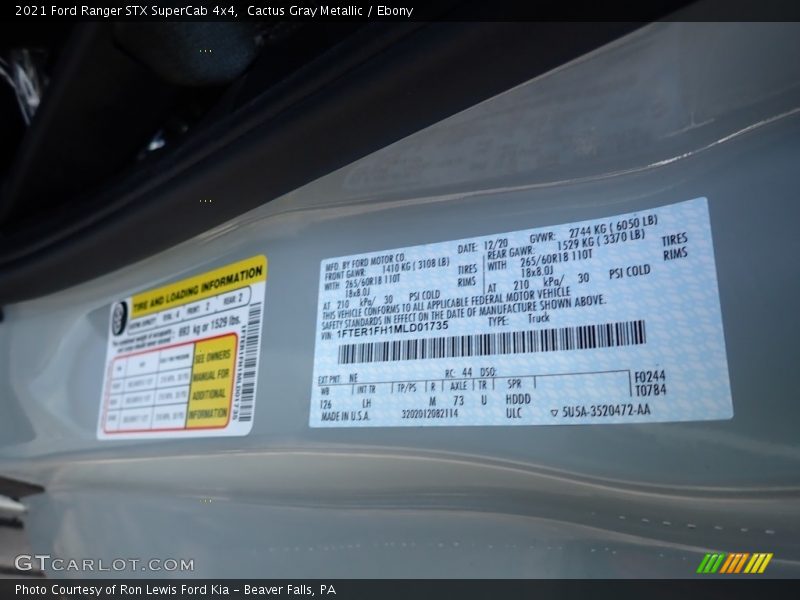 2021 Ford Ranger STX SuperCab 4x4,  Cactus Gray Metallic / Ebony
TIRE AND LOADING INFORMATION
SEATING CAPACITY TOTAL 4 FRONT 2 REAR 2
693 kg or 1529 lbs.
SEE OWNERS
MANUAL FOR
ADDITIONAL
INFORMATION
MFD. BY FORD MOTOR CO.
DATE: 12/20 GVWR: 2744 KG ( 6050 LB)
FRONT GAWR: 1410 KG ( 3108 LB) REAR GAWR: 1529 KG ( 3370 LB)
WITH 265/60R18 110T TIRES WITH 265/60R18 110T TIRES
18x8.0J RIMS 18x8.0J RIMS
AT 210 kPa/ 30 PSI COLD AT 210 kPa/ 30 PSI COLD
THIS VEHICLE CONFORMS TO ALL APPLICABLE FEDERAL MOTOR VEHICLE
SAFETY STANDARDS IN EFFECT ON THE DATE OF MANUFACTURE SHOWN ABOVE.
VIN: 1FTER1FH1MLD01735 TYPE: Truck
EXT PNT: NE RC: 44 DSO: F0244
WB INT TR TP/PS R AXLE TR SPR T0784
126 LH M 73 U HDDD
MADE IN U.S.A. 3202012082114 ULC ▽ 5U5A-3520472-AA
GTCARLOT.COM
Photo Courtesy of Ron Lewis Ford Kia - Beaver Falls, PA